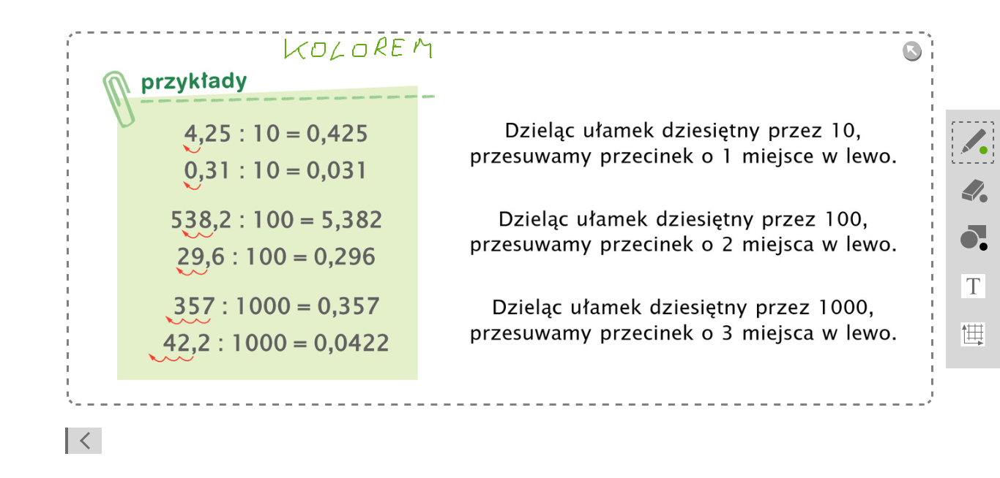 KOLOREM
przykłady
4,25 : 10 = 0,425
0,31 : 10 = 0,031
538,2 : 100 = 5,382
29,6 : 100 = 0,296
357 : 1000 = 0,357
42,2 : 1000 = 0,0422
Dzieląc ułamek dziesiętny przez 10,
przesuwamy przecinek o 1 miejsce w lewo.
Dzieląc ułamek dziesiętny przez 100,
przesuwamy przecinek o 2 miejsca w lewo.
Dzieląc ułamek dziesiętny przez 1000,
przesuwamy przecinek o 3 miejsca w lewo.
T